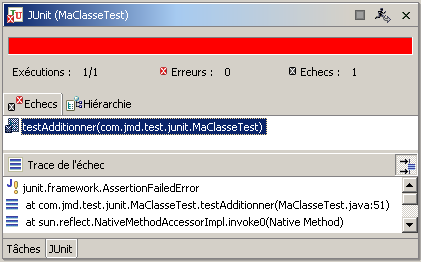 JUnit (MaClasseTest)
Exécutions : 1/1 Erreurs : 0 Echecs : 1
Echecs Hiérarchie
testAdditionner(com.jmd.test.junit.MaClasseTest)
Trace de l'échec
junit.framework.AssertionFailedError
at com.jmd.test.junit.MaClasseTest.testAdditionner(MaClasseTest.java:51)
at sun.reflect.NativeMethodAccessorImpl.invoke0(Native Method)
Tâches JUnit